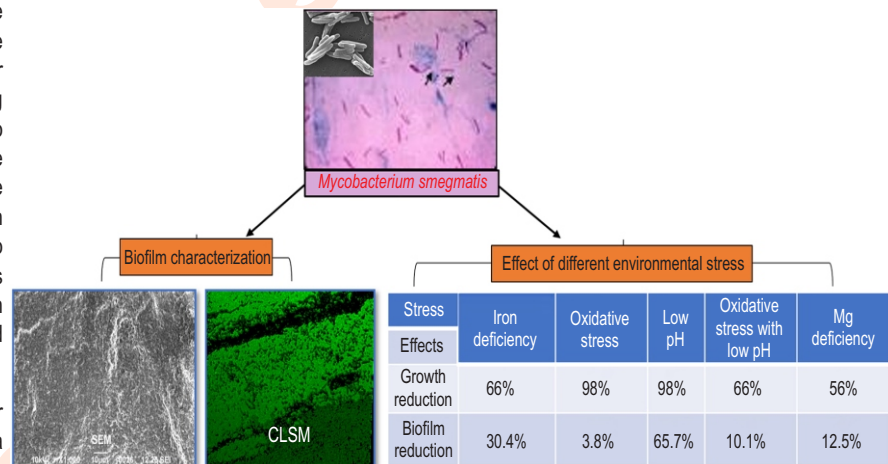 Mycobacterium smegmatis
Biofilm characterization
Effect of different environmental stress
SEM
CLSM
Stress
Effects
Iron
deficiency
Oxidative
stress
Low
pH
Oxidative
stress with
low pH
Mg
deficiency
Growth
reduction
66%
98%
98%
66%
56%
Biofilm
reduction
30.4%
3.8%
65.7%
10.1%
12.5%